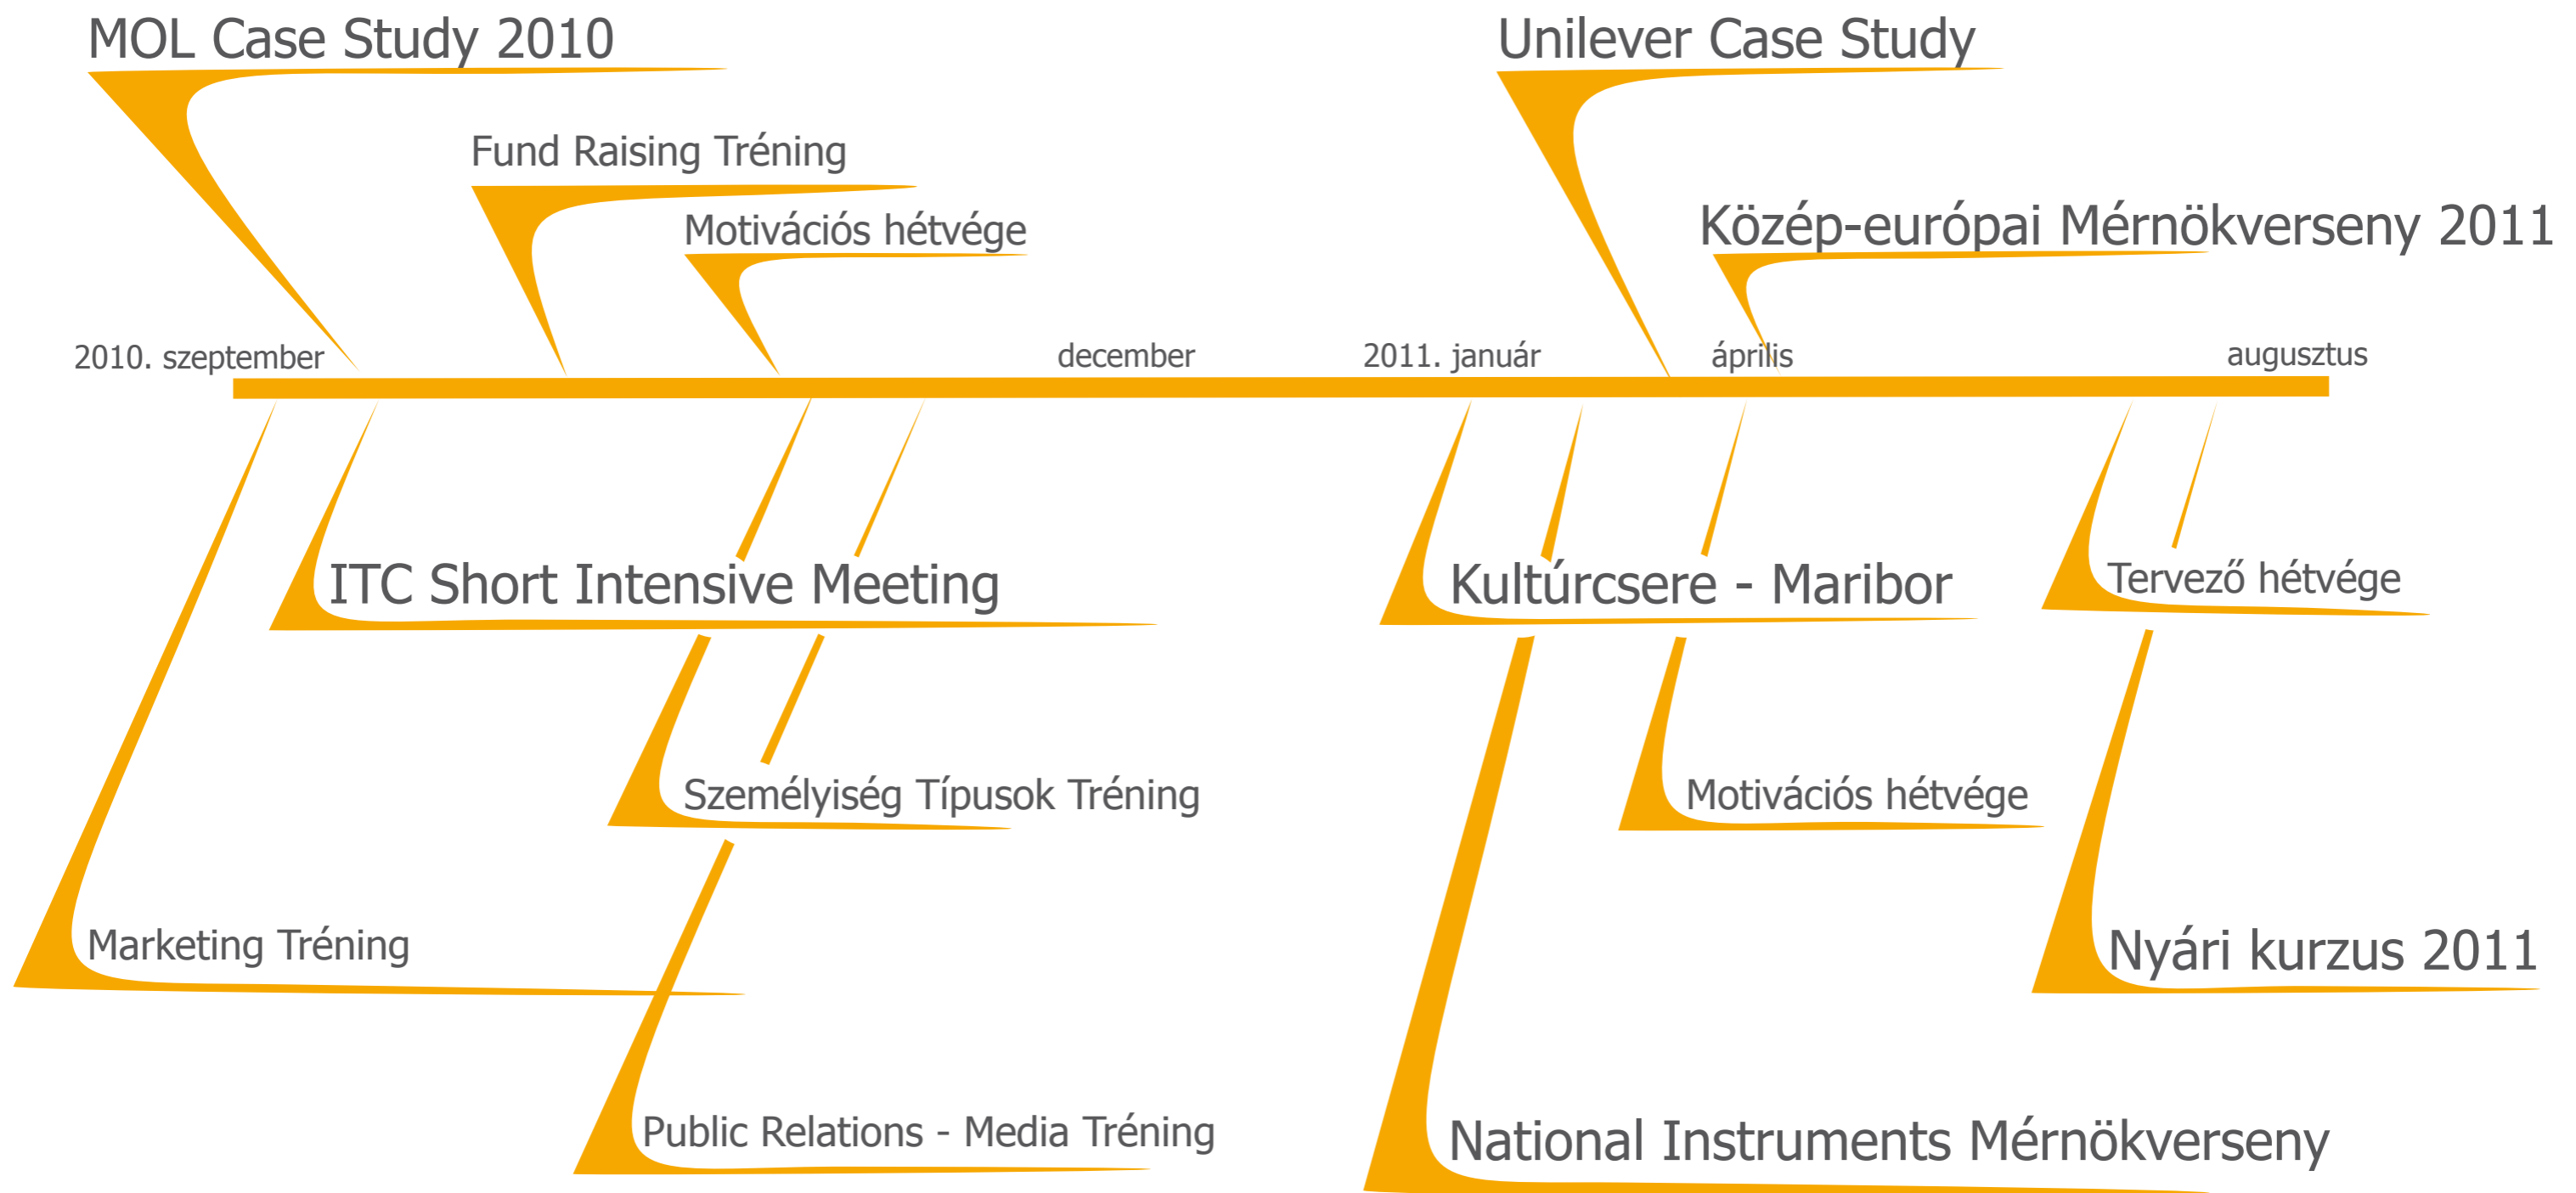 MOL Case Study 2010
Unilever Case Study
Fund Raising Tréning
Motivációs hétvége
Közép-európai Mérnökverseny 2011
2010. szeptember
december
2011. január
április
augusztus
ITC Short Intensive Meeting
Kultúrcsere - Maribor
Tervező hétvége
Személyiség Típusok Tréning
Motivációs hétvége
Marketing Tréning
Nyári kurzus 2011
Public Relations - Media Tréning
National Instruments Mérnökverseny